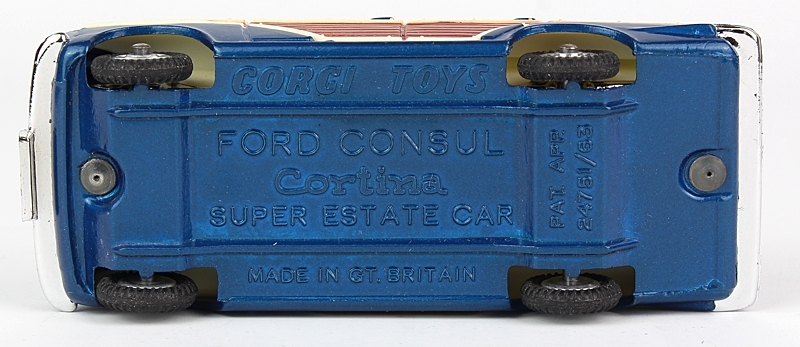 CORGI TOYS
FORD CONSUL
Cortina
SUPER ESTATE CAR
MADE IN GT. BRITAIN
PAT. APP.
24751/63